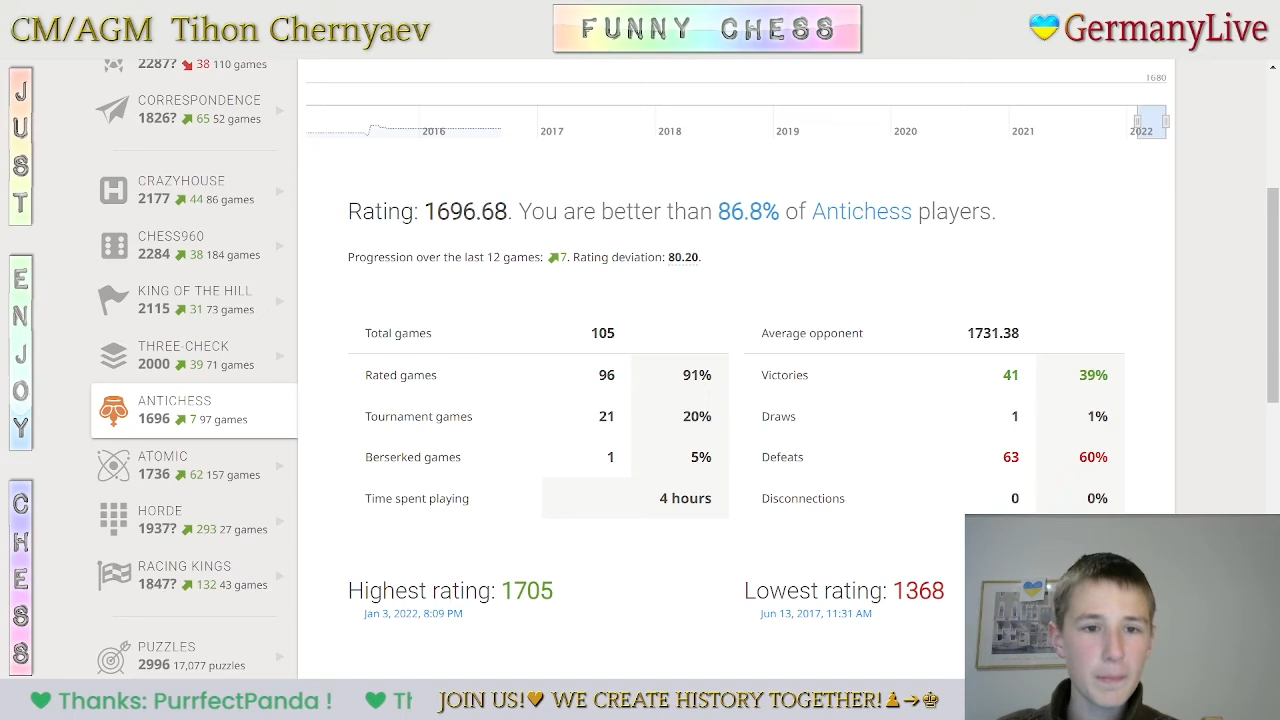 CM/AGM Tihon Chernyaev
FUNNY CHESS
GermanyLive
JUST
ENJOY
CHESS
2287? 38 110 games
CORRESPONDENCE
1826? 65 52 games
CRAZYHOUSE
2177 44 86 games
CHESS960
2284 38 184 games
KING OF THE HILL
2115 31 73 games
THREE-CHECK
2000 39 71 games
ANTICHESS
1696 7 97 games
ATOMIC
1736 62 157 games
HORDE
1937? 293 27 games
RACING KINGS
1847? 132 43 games
PUZZLES
2996 17,077 puzzles
1680
2016 2017 2018 2019 2020 2021 2022
Rating: 1696.68. You are better than 86.8% of Antichess players.
Progression over the last 12 games: 7. Rating deviation: 80.20.
Total games 105
Rated games 96 91%
Tournament games 21 20%
Berserked games 1 5%
Time spent playing 4 hours
Average opponent 1731.38
Victories 41 39%
Draws 1 1%
Defeats 63 60%
Disconnections 0 0%
Highest rating: 1705
Jan 3, 2022, 8:09 PM
Lowest rating: 1368
Jun 13, 2017, 11:31 AM
Thanks: PurrfectPanda ! Th
JOIN US! WE CREATE HISTORY TOGETHER!